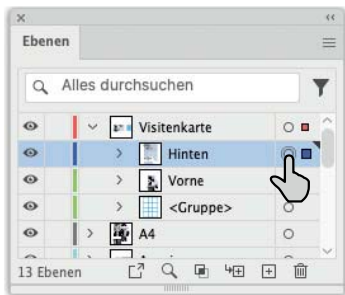 Ebenen
Alles durchsuchen
Visitenkarte
Hinten
Vorne
<Gruppe>
A4
13 Ebenen